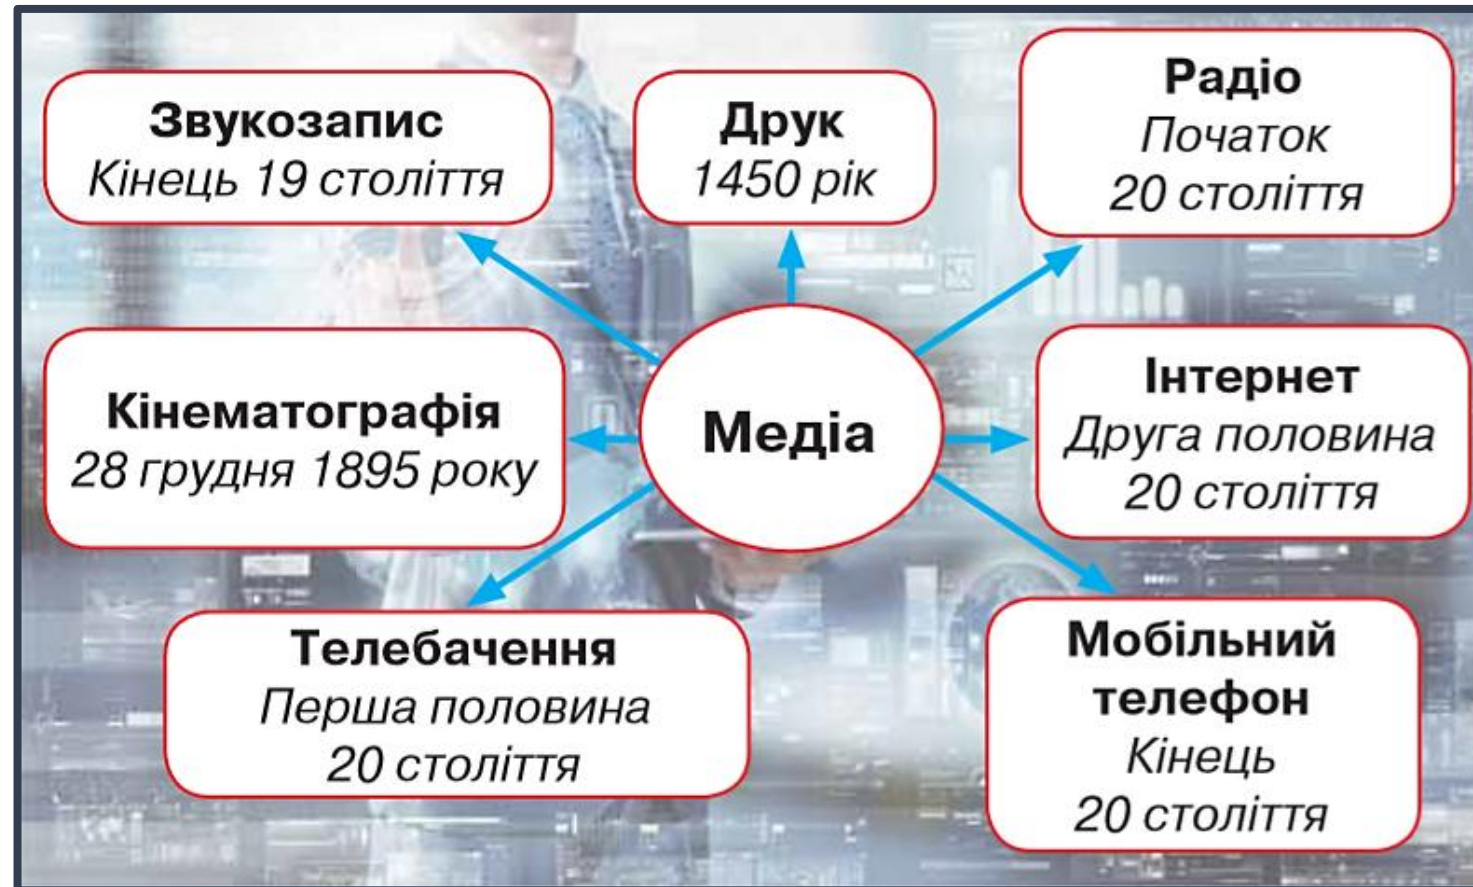 Звукозапис
Кінець 19 століття
Друк
1450 рік
Радіо
Початок
20 століття
Кінематографія
28 грудня 1895 року
Медіа
Інтернет
Друга половина
20 століття
Телебачення
Перша половина
20 століття
Мобільний
телефон
Кінець
20 століття